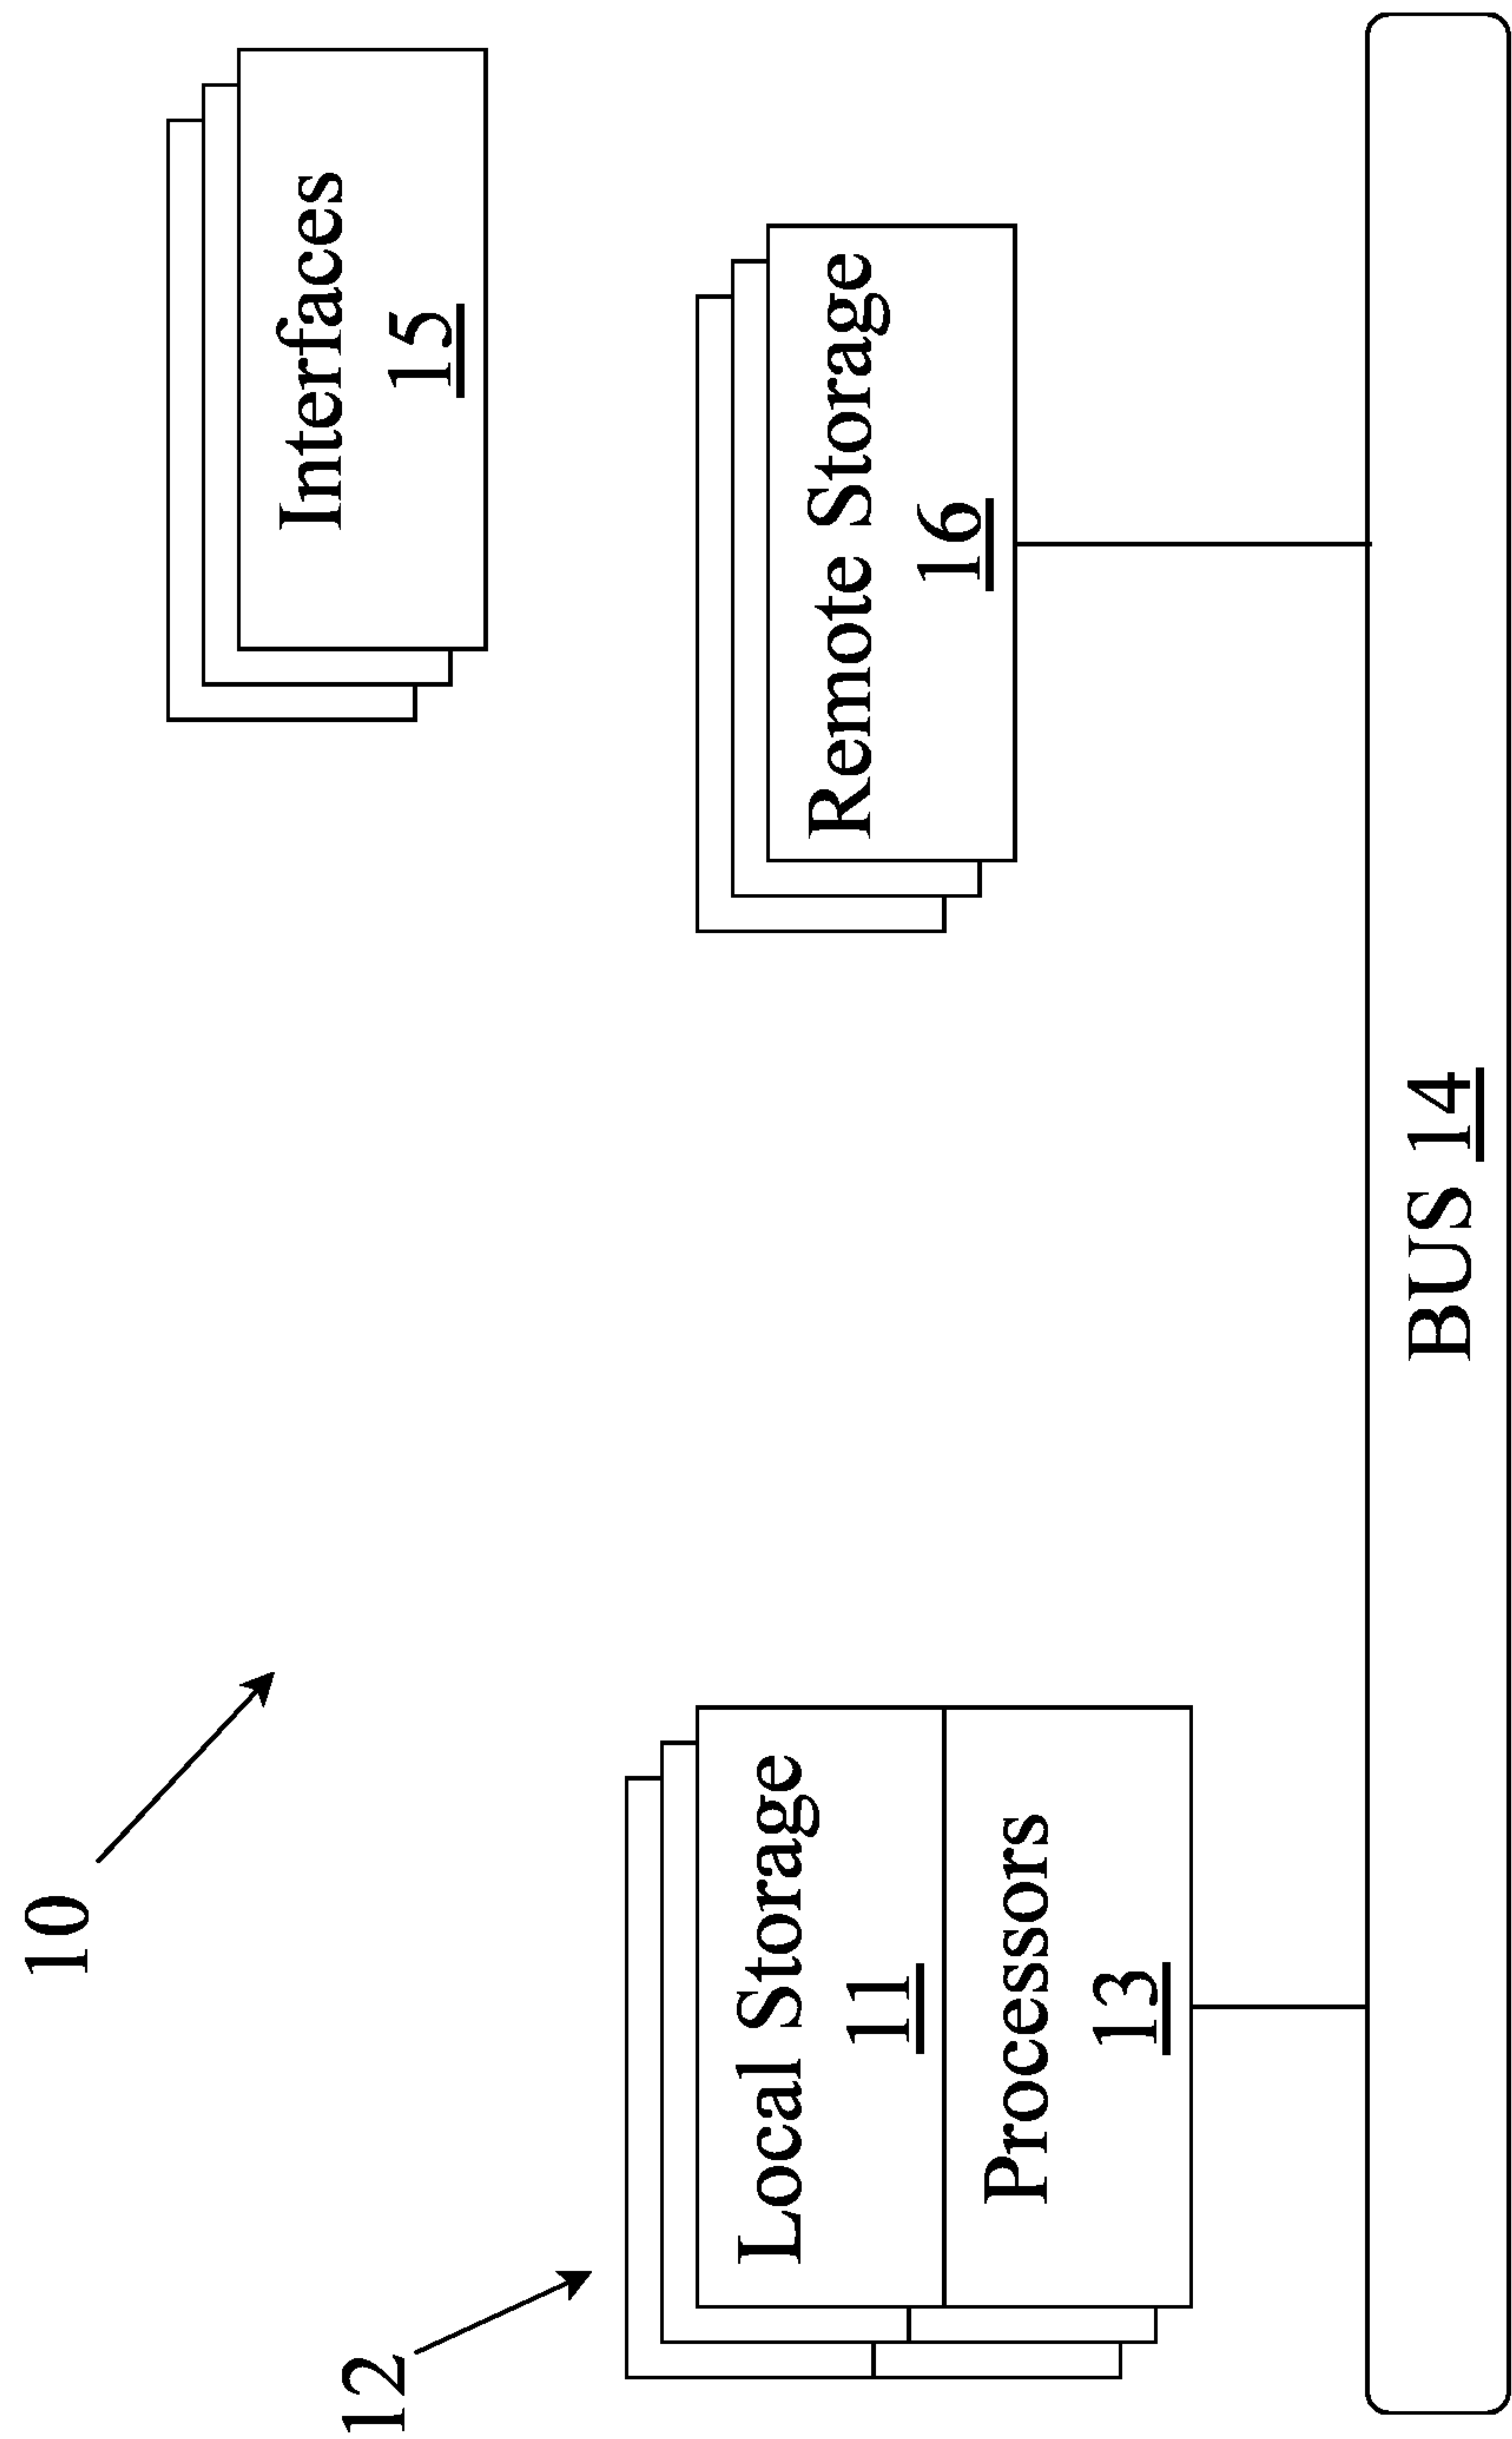 10
12
Local Storage
11
Processors
13
Interfaces
15
Remote Storage
16
BUS 14